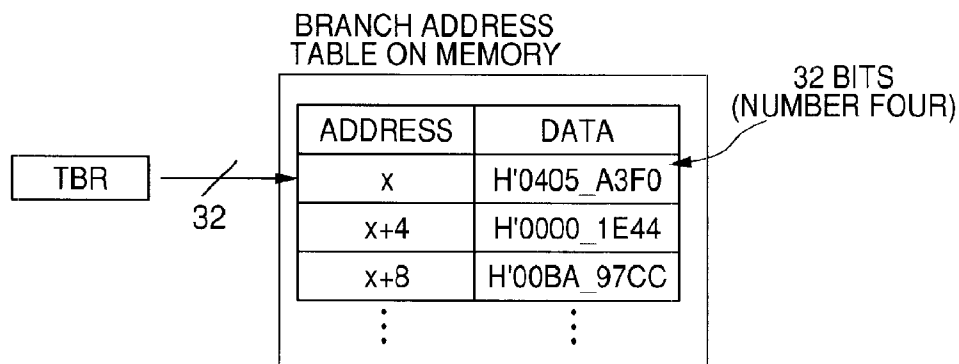 BRANCH ADDRESS
TABLE ON MEMORY
32 BITS
(NUMBER FOUR)
ADDRESS DATA
TBR
32
x H'0405_A3F0
x+4 H'0000_1E44
x+8 H'00BA_97CC